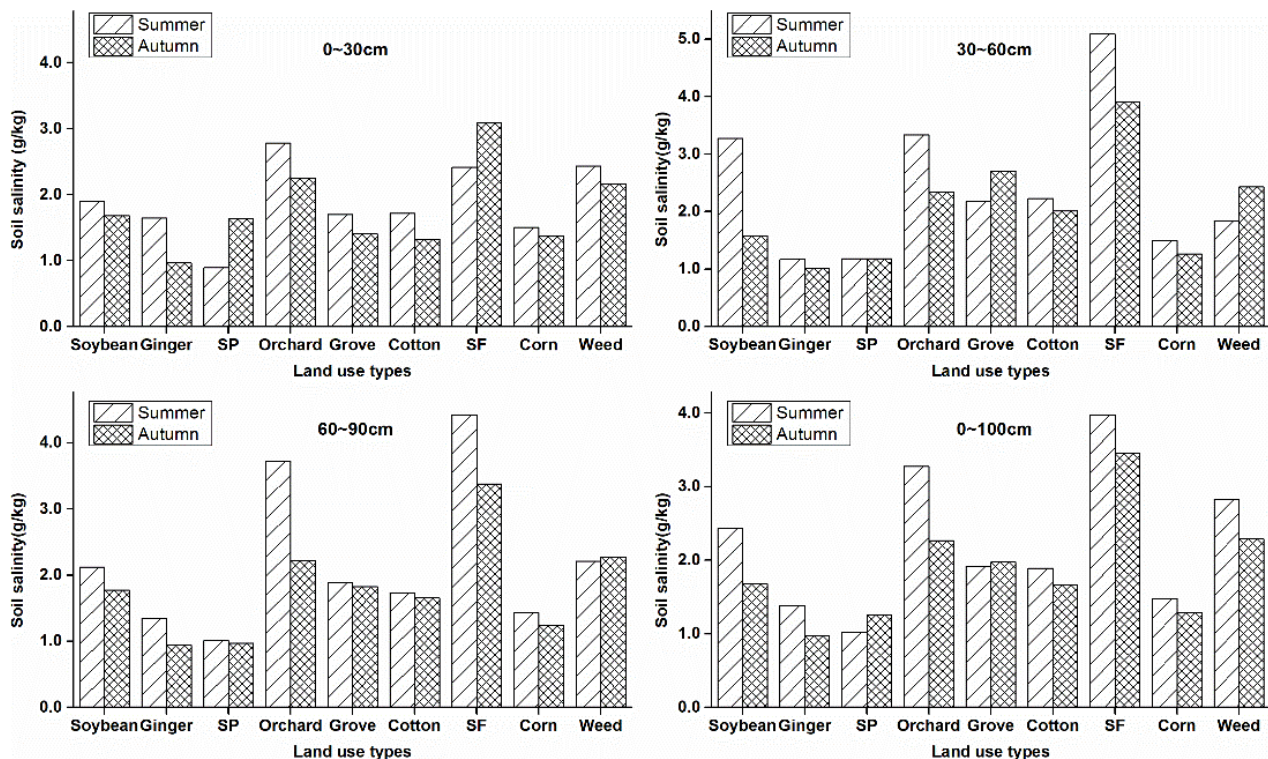 Summer
Autumn
0~30cm
4.0
3.0
2.0
1.0
0.0
Soil salinity (g/kg)
Soybean Ginger SP Orchard Grove Cotton SF Corn Weed
Land use types
Summer
Autumn
30~60cm
5.0
4.0
3.0
2.0
1.0
0.0
Soil salinity(g/kg)
Soybean Ginger SP Orchard Grove Cotton SF Corn Weed
Land use types
Summer
Autumn
60~90cm
4.0
3.0
2.0
1.0
0.0
Soil salinity(g/kg)
Soybean Ginger SP Orchard Grove Cotton SF Corn Weed
Land use types
Summer
Autumn
0~100cm
4.0
3.0
2.0
1.0
0.0
Soil salinity(g/kg)
Soybean Ginger SP Orchard Grove Cotton SF Corn Weed
Land use types